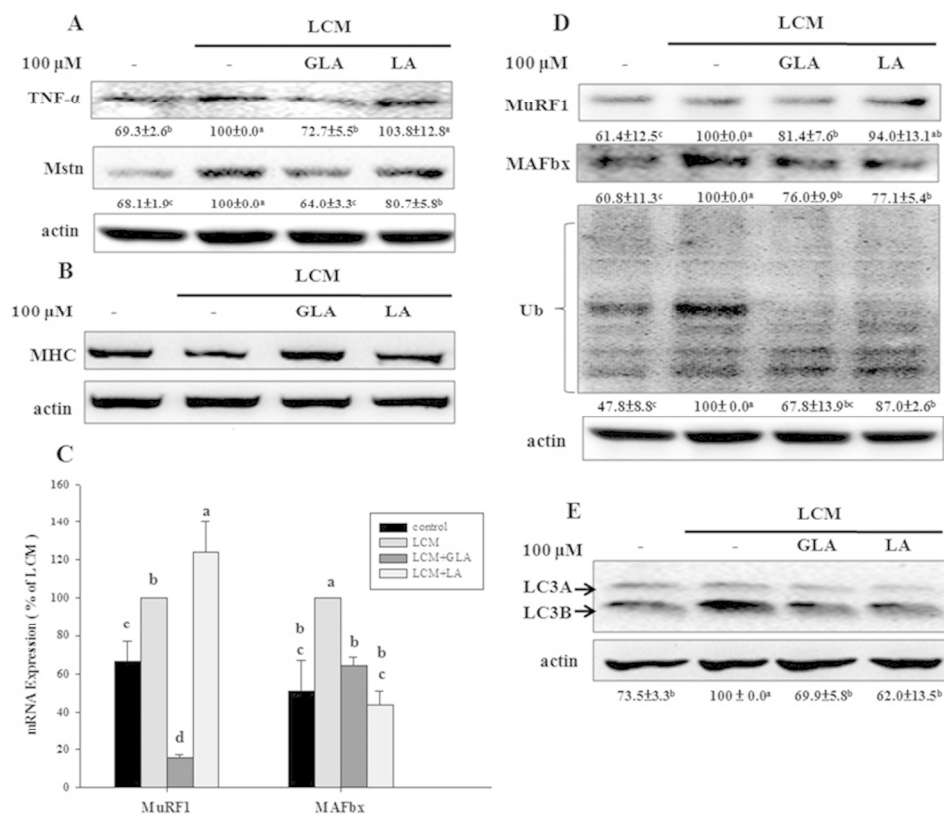 A
LCM
100 µM - - GLA LA
TNF-α
69.3±2.6b 100±0.0a 72.7±5.5b 103.8±12.8a
Mstn
68.1±1.9c 100±0.0a 64.0±3.3c 80.7±5.8b
actin
B
LCM
100 µM - - GLA LA
MHC
actin
C
mRNA Expression ( % of LCM )
160
140
120
100
80
60
40
20
0
control
LCM
LCM+GLA
LCM+LA
c
b
d
a
b
c
a
b
b
c
MuRF1 MAFbx
D
LCM
100 µM - - GLA LA
MuRF1
61.4±12.5c 100±0.0a 81.4±7.6b 94.0±13.1ab
MAFbx
60.8±11.3c 100±0.0a 76.0±9.9b 77.1±5.4b
Ub
47.8±8.8c 100± 0.0a 67.8±13.9bc 87.0±2.6b
actin
E
LCM
100 µM - - GLA LA
LC3A
LC3B
actin
73.5±3.3b 100 ± 0.0a 69.9±5.8b 62.0±13.5b